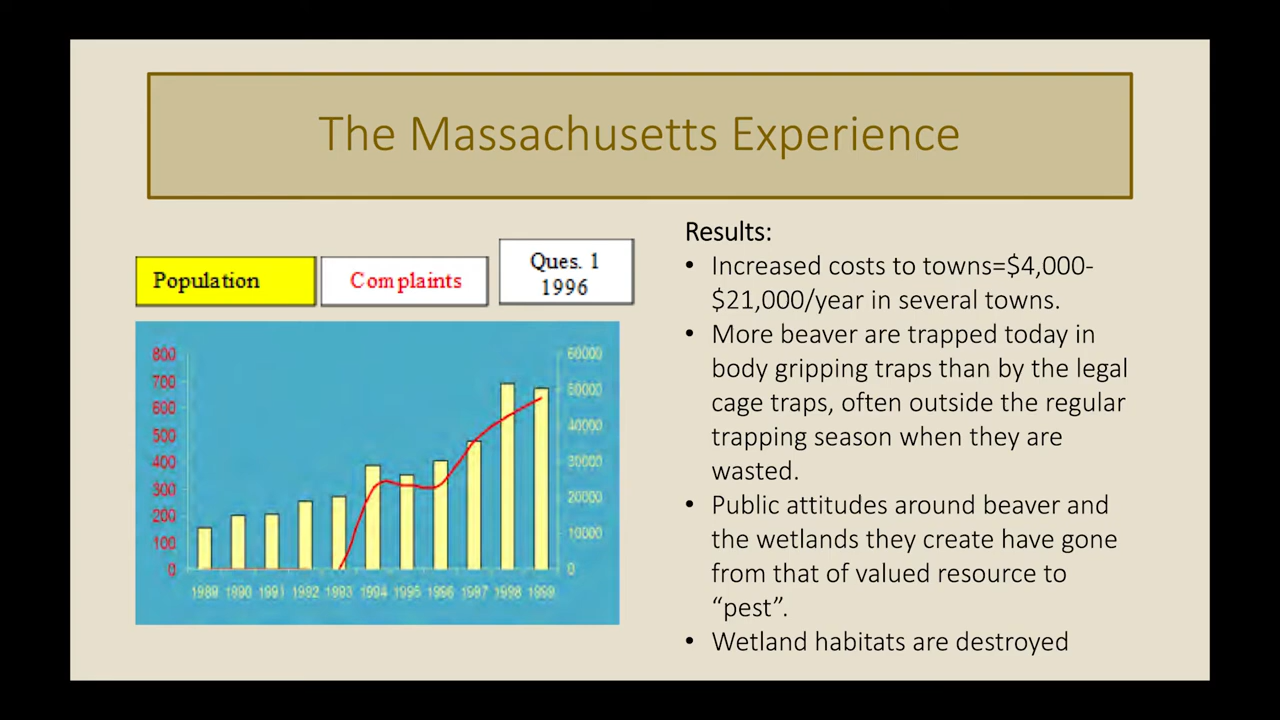 The Massachusetts Experience
Population
Complaints
Ques. 1
1996
800
700
600
500
400
300
200
100
0
60000
50000
40000
30000
20000
10000
0
1989 1990 1991 1992 1993 1994 1995 1996 1997 1998 1999
Results:
• Increased costs to towns=$4,000-
$21,000/year in several towns.
• More beaver are trapped today in
body gripping traps than by the legal
cage traps, often outside the regular
trapping season when they are
wasted.
• Public attitudes around beaver and
the wetlands they create have gone
from that of valued resource to
“pest”.
• Wetland habitats are destroyed